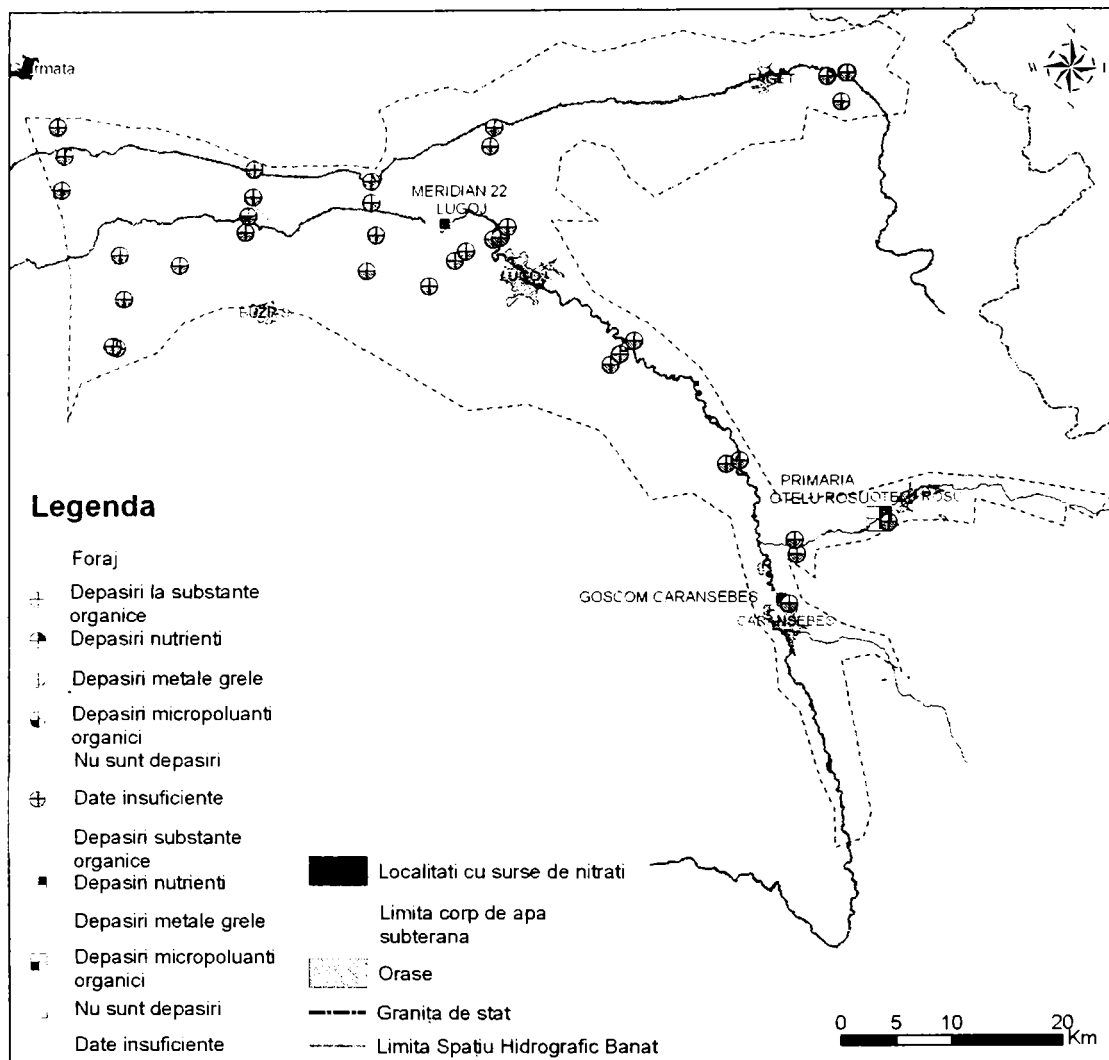 MERIDIAN 22
LUGOJ
PRIMARIA
OTELU ROSU
GOSCOM CARANSEBES
CARANSEBES
Legenda
Foraj
Depasiri la substante
organice
Depasiri nutrienti
Depasiri metale grele
Depasiri micropoluanti
organici
Nu sunt depasiri
Date insuficiente
Depasiri substante
organice
Depasiri nutrienti
Depasiri metale grele
Depasiri micropoluanti
organici
Nu sunt depasiri
Date insuficiente
Localitati cu surse de nitrati
Limita corp de apa
subterana
Orase
Granița de stat
Limita Spațiu Hidrografic Banat
0 5 10 20
Km